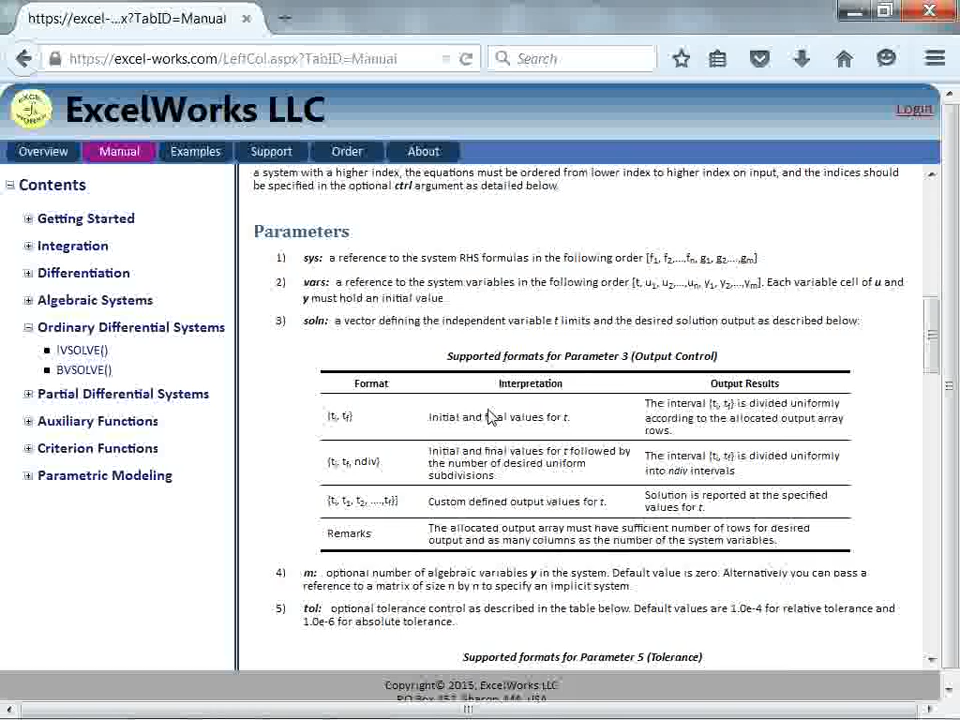 https://excel-...x?TabID=Manual
https://excel-works.com/LeftCol.aspx?TabID=Manual
Search
ExcelWorks LLC
Login
Overview Manual Examples Support Order About
Contents
Getting Started
Integration
Differentiation
Algebraic Systems
Ordinary Differential Systems
IVSOLVE()
BVSOLVE()
Partial Differential Systems
Auxiliary Functions
Criterion Functions
Parametric Modeling
a system with a higher index, the equations must be ordered from lower index to higher index on input, and the indices should
be specified in the optional ctrl argument as detailed below.
Parameters
1) sys: a reference to the system RHS formulas in the following order [f1, f2,...,fn, g1, g2,...,gm]
2) vars: a reference to the system variables in the following order [t, u1, u2,...,un, y1, y2,...,ym]. Each variable cell of u and
y must hold an initial value
3) soln: a vector defining the independent variable t limits and the desired solution output as described below:
Supported formats for Parameter 3 (Output Control)
Format Interpretation Output Results
{ti, tf} Initial and final values for t. The interval {ti, tf} is divided uniformly
according to the allocated output array
rows.
{ti, tf, ndiv} Initial and final values for t followed by
the number of desired uniform
subdivisions
The interval {ti, tf} is divided uniformly
into ndiv intervals
{ti, t1, t2, ....,tf}] Custom defined output values for t. Solution is reported at the specified
values for t.
Remarks The allocated output array must have sufficient number of rows for desired
output and as many columns as the number of the system variables.
4) m: optional number of algebraic variables y in the system. Default value is zero. Alternatively you can pass a
reference to a matrix of size n by n to specify an implicit system
5) tol: optional tolerance control as described in the table below. Default values are 1.0e-4 for relative tolerance and
1.0e-6 for absolute tolerance.
Supported formats for Parameter 5 (Tolerance)
Copyright© 2015, ExcelWorks LLC